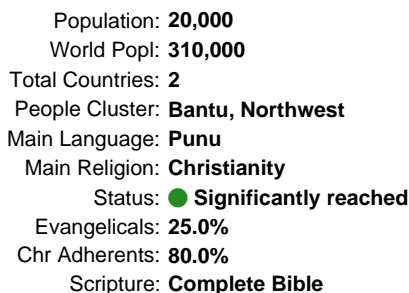 Population: 20,000
World Popl: 310,000
Total Countries: 2
People Cluster: Bantu, Northwest
Main Language: Punu
Main Religion: Christianity
Status: Significantly reached
Evangelicals: 25.0%
Chr Adherents: 80.0%
Scripture: Complete Bible